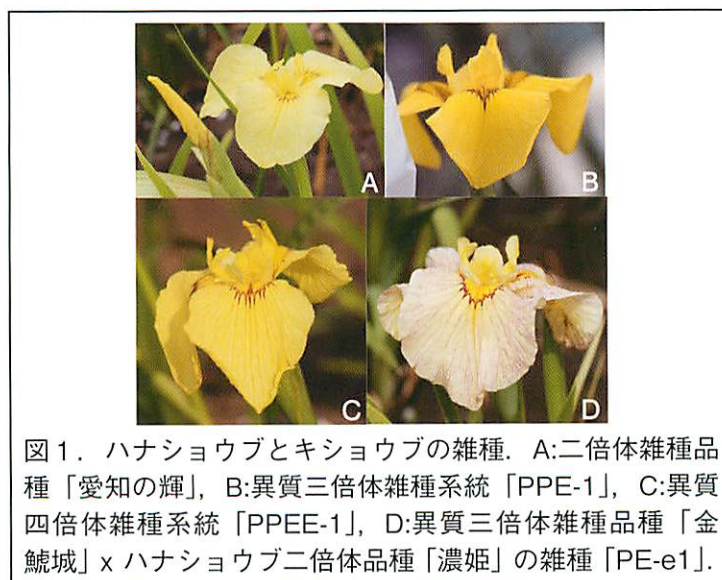 A
B
C
D
図1．ハナショウブとキショウブの雑種．A:二倍体雑種品
種「愛知の輝」，B:異質三倍体雑種系統「PPE-1」，C:異質
四倍体雑種系統「PPEE-1」，D:異質三倍体雑種品種「金
鯱城」x ハナショウブ二倍体品種「濃姫」の雑種「PE-e1」．